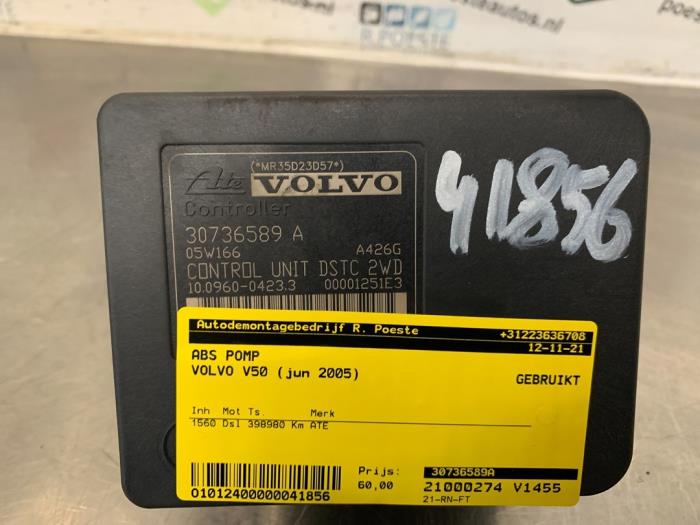 R.POESTE
(*MR35D23D57*)
Ate VOLVO
Controller
30736589 A
05W166 A426G
CONTROL UNIT DSTC 2WD
10.0960-0423.3 00001251E3
41856
Autodemontagebedrijf R. Poeste +31223636708
12-11-21
ABS POMP
VOLVO V50 (jun 2005)
GEBRUIKT
Inh Mot Ts. Merk
1560 Dsl 398980 Km ATE
Prijs: 30736589A
60,00 21000274 V1455
O10124000000041856 21-RN-FT